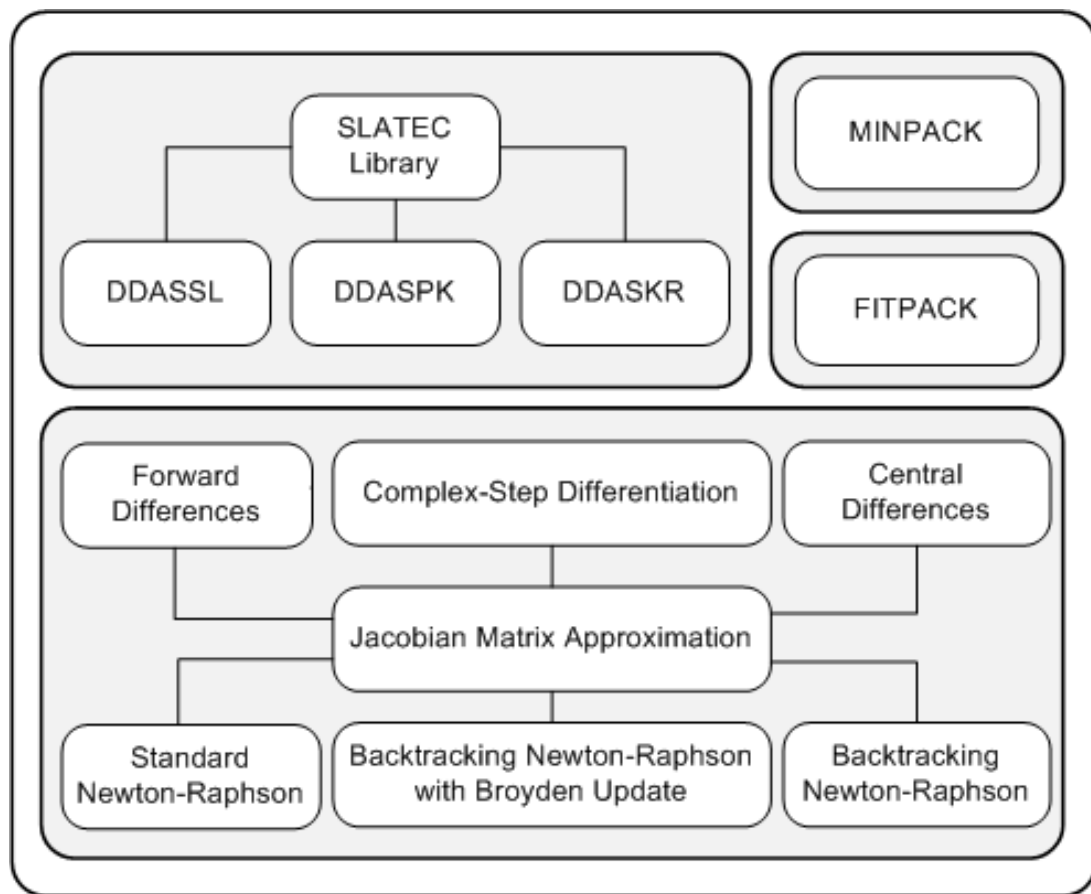 SLATEC
Library
DDASSL
DDASPK
DDASKR
MINPACK
FITPACK
Forward
Differences
Complex-Step Differentiation
Central
Differences
Jacobian Matrix Approximation
Standard
Newton-Raphson
Backtracking Newton-Raphson
with Broyden Update
Backtracking
Newton-Raphson